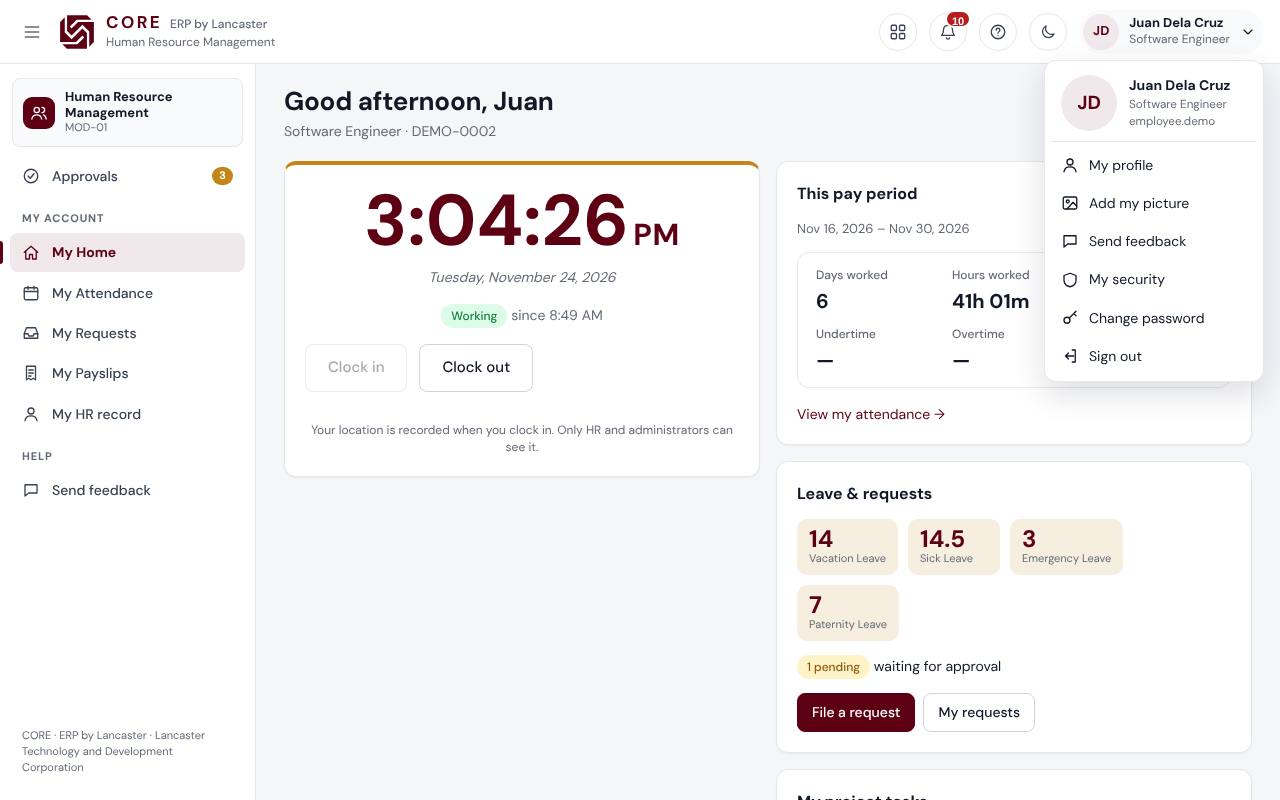 CORE ERP by Lancaster
Human Resource Management
10
JD
Juan Dela Cruz
Software Engineer
Human Resource
Management
MOD-01
Approvals 3
MY ACCOUNT
My Home
My Attendance
My Requests
My Payslips
My HR record
HELP
Send feedback
CORE · ERP by Lancaster · Lancaster
Technology and Development
Corporation
Good afternoon, Juan
Software Engineer · DEMO-0002
3:04:26 PM
Tuesday, November 24, 2026
Working since 8:49 AM
Clock in Clock out
Your location is recorded when you clock in. Only HR and administrators can
see it.
This pay period
Nov 16, 2026 – Nov 30, 2026
Days worked Hours worked
6 41h 01m
Undertime Overtime
— —
View my attendance →
Leave & requests
14 14.5 3
Vacation Leave Sick Leave Emergency Leave
7
Paternity Leave
1 pending waiting for approval
File a request My requests
My project tasks
JD
Juan Dela Cruz
Software Engineer
employee.demo
My profile
Add my picture
Send feedback
My security
Change password
Sign out